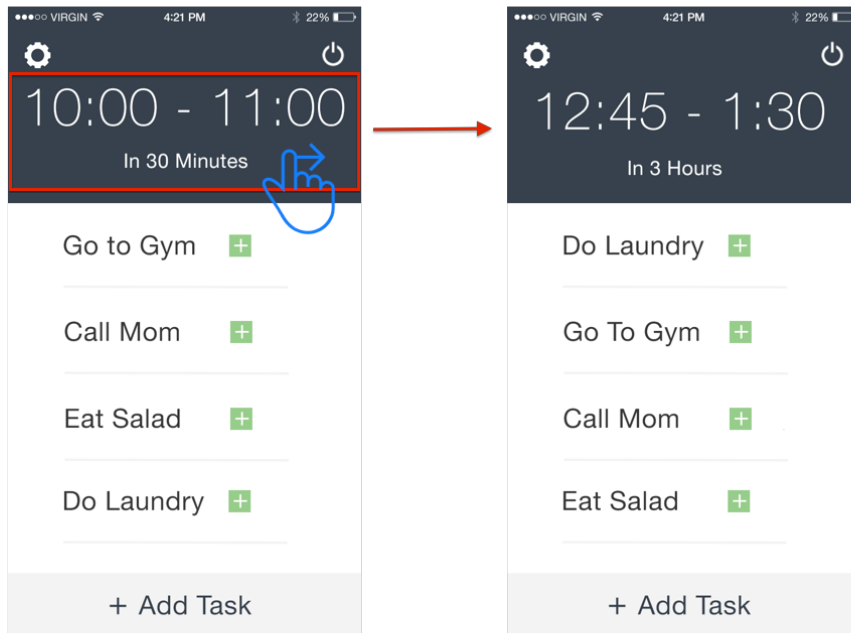 VIRGIN 4:21 PM 22%
10:00 - 11:00
In 30 Minutes
Go to Gym +
Call Mom +
Eat Salad +
Do Laundry +
+ Add Task
VIRGIN 4:21 PM 22%
12:45 - 1:30
In 3 Hours
Do Laundry +
Go To Gym +
Call Mom +
Eat Salad +
+ Add Task